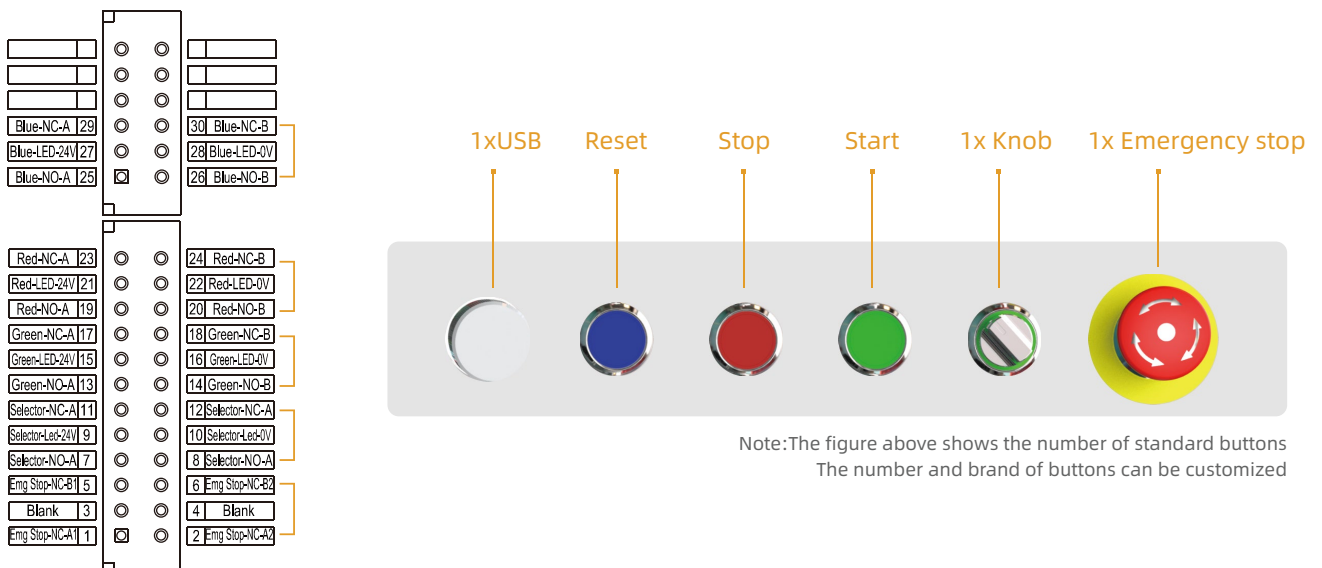 Blue-NC-A 29
30 Blue-NC-B
Blue-LED-24V 27
28 Blue-LED-0V
Blue-NO-A 25
26 Blue-NO-B
Red-NC-A 23
24 Red-NC-B
Red-LED-24V 21
22 Red-LED-0V
Red-NO-A 19
20 Red-NO-B
Green-NC-A 17
18 Green-NC-B
Green-LED-24V 15
16 Green-LED-0V
Green-NO-A 13
14 Green-NO-B
Selector-NC-A 11
12 Selector-NC-A
Selector-Led-24V 9
10 Selector-Led-0V
Selector-NO-A 7
8 Selector-NO-A
Emg Stop-NC-B1 5
6 Emg Stop-NC-B2
Blank 3
4 Blank
Emg Stop-NC-A1 1
2 Emg Stop-NC-A2
1xUSB
Reset
Stop
Start
1x Knob
1x Emergency stop
Note:The figure above shows the number of standard buttons
The number and brand of buttons can be customized